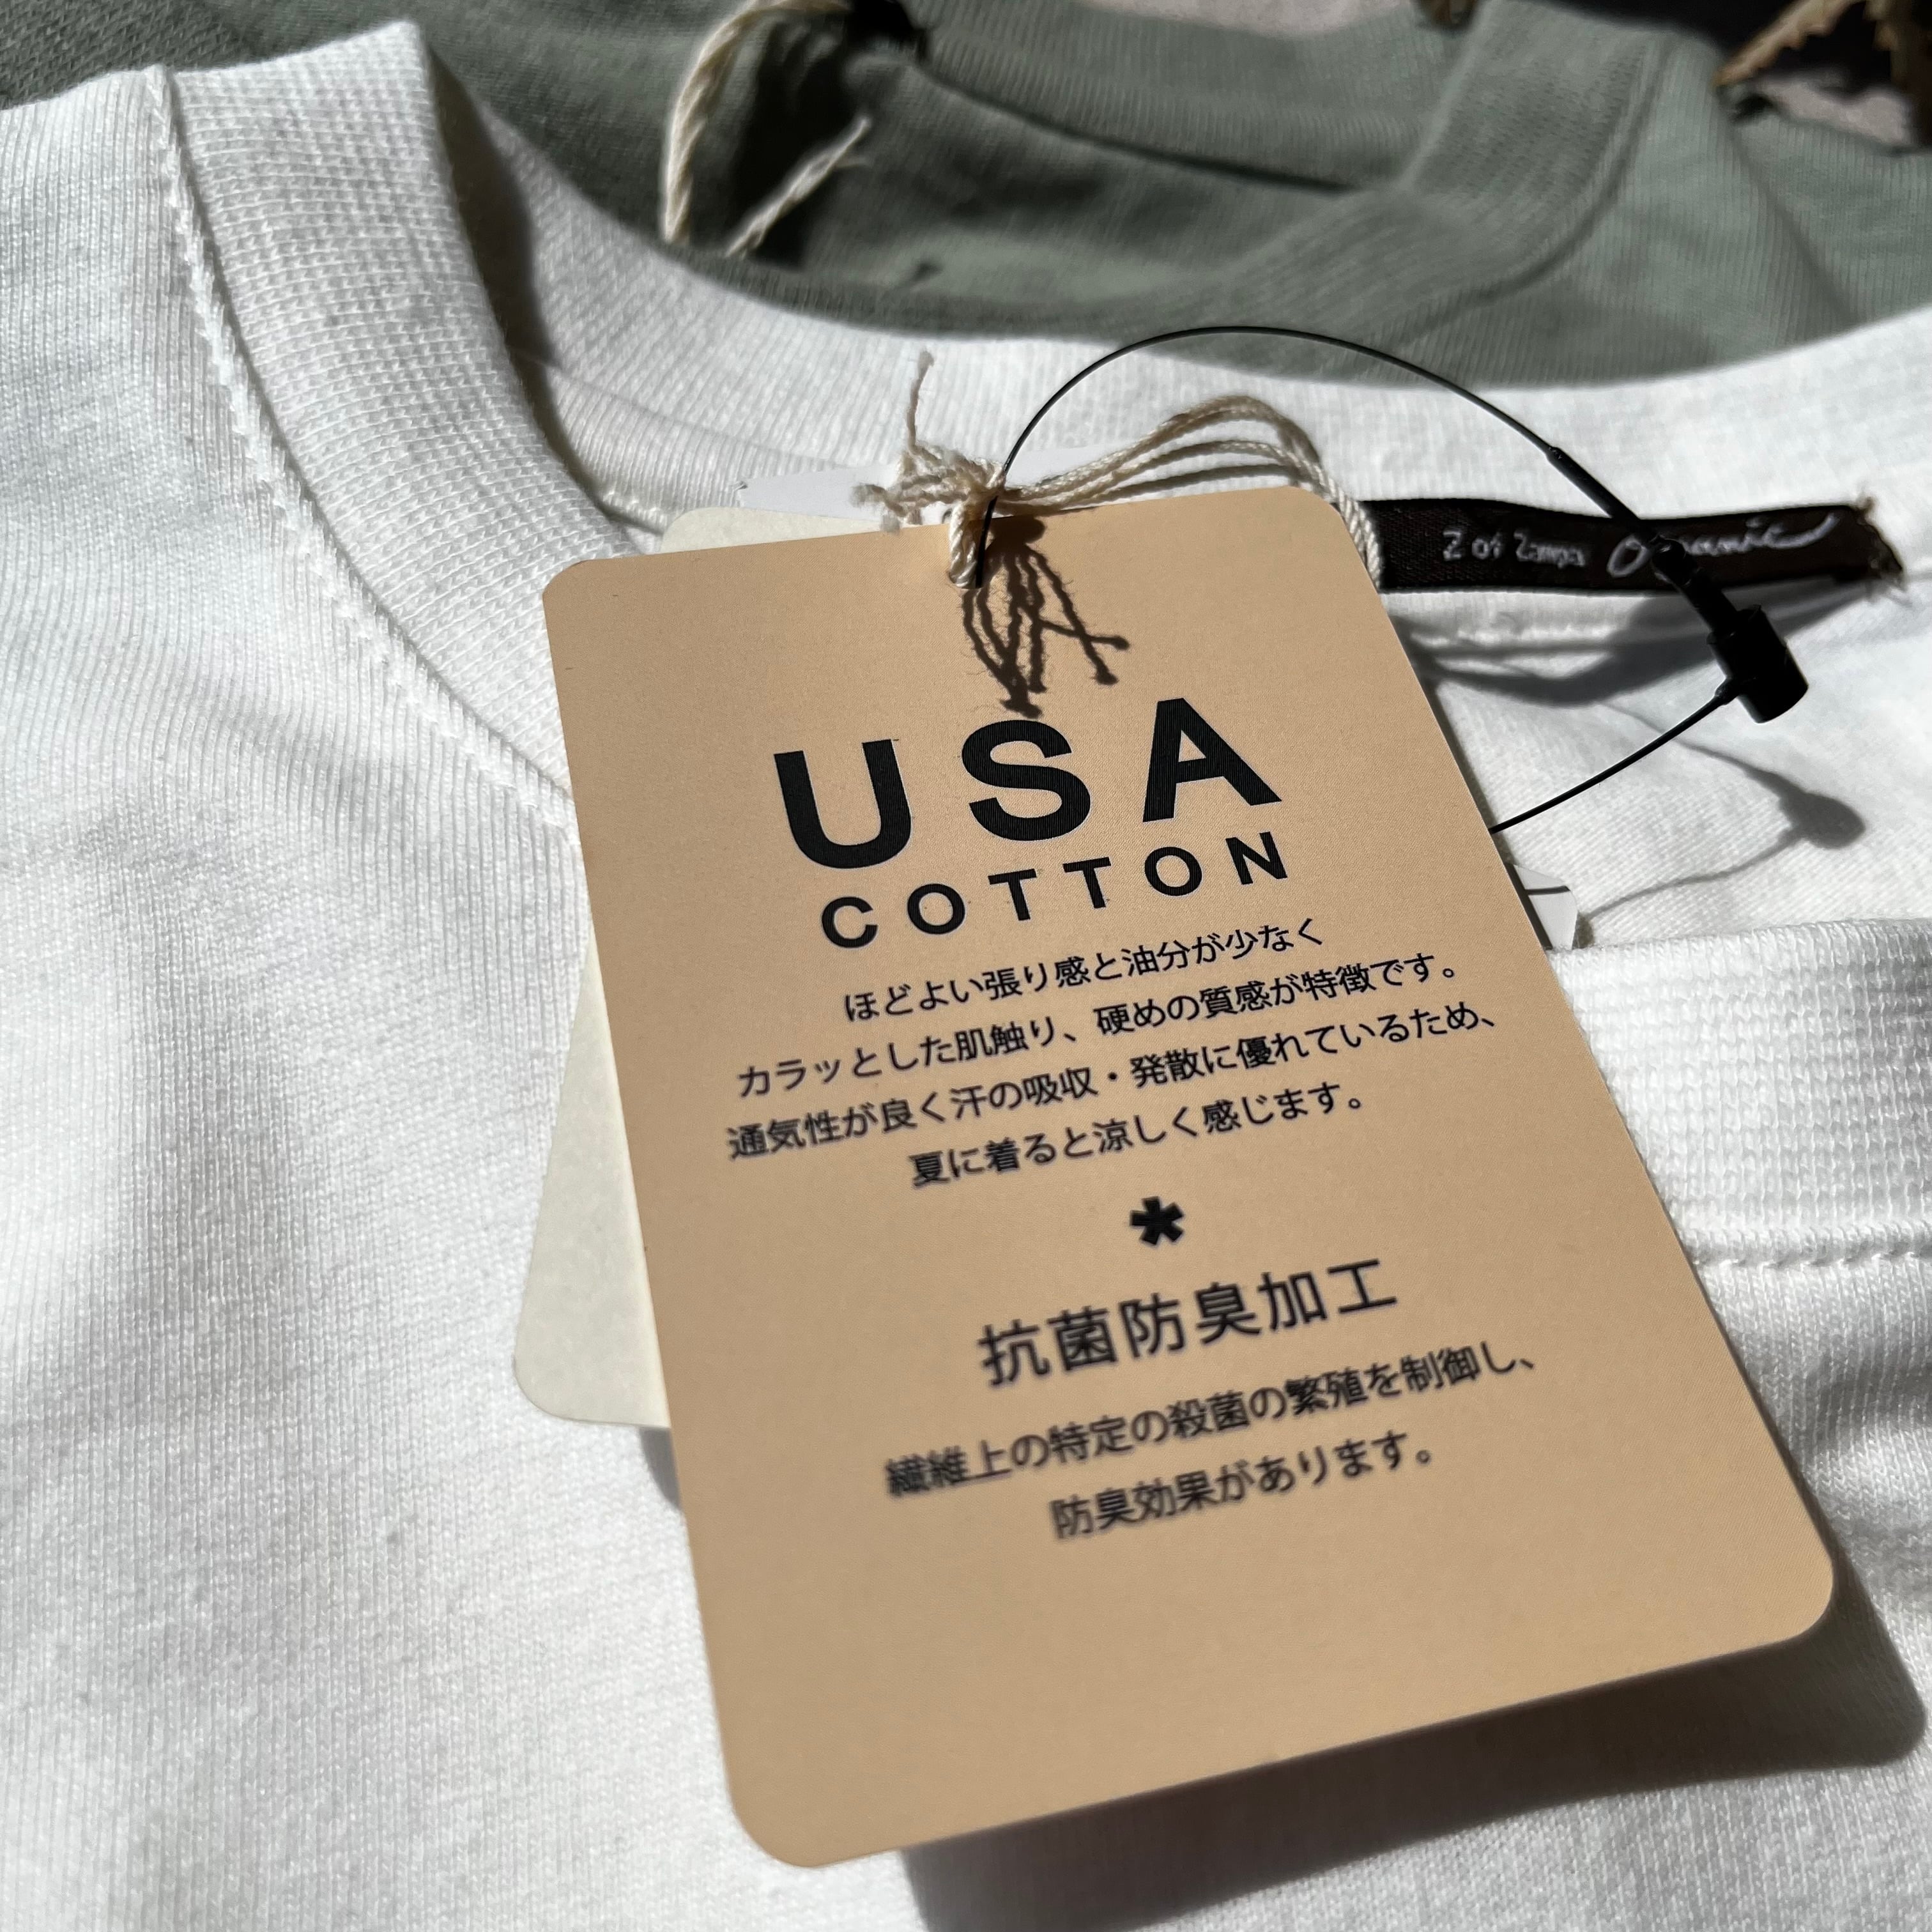 USA
COTTON
ほどよい張り感と油分が少なく
カラッとした肌触り、硬めの質感が特徴です。
通気性が良く汗の吸収・発散に優れているため、
夏に着ると涼しく感じます。
*
抗菌防臭加工
繊維上の特定の殺菌の繁殖を制御し、
防臭効果があります。
2 of